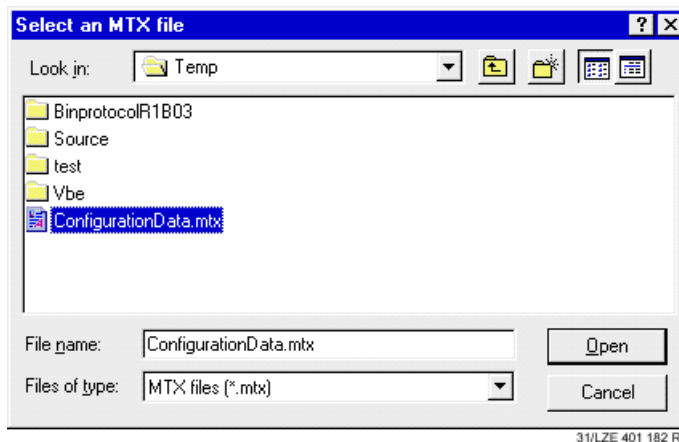 Select an MTX file
Look in: Temp
BinprotocolR1B03
Source
test
Vbe
ConfigurationData.mtx
File name: ConfigurationData.mtx Open
Files of type: MTX files (*.mtx) Cancel
31/LZE 401 182 R